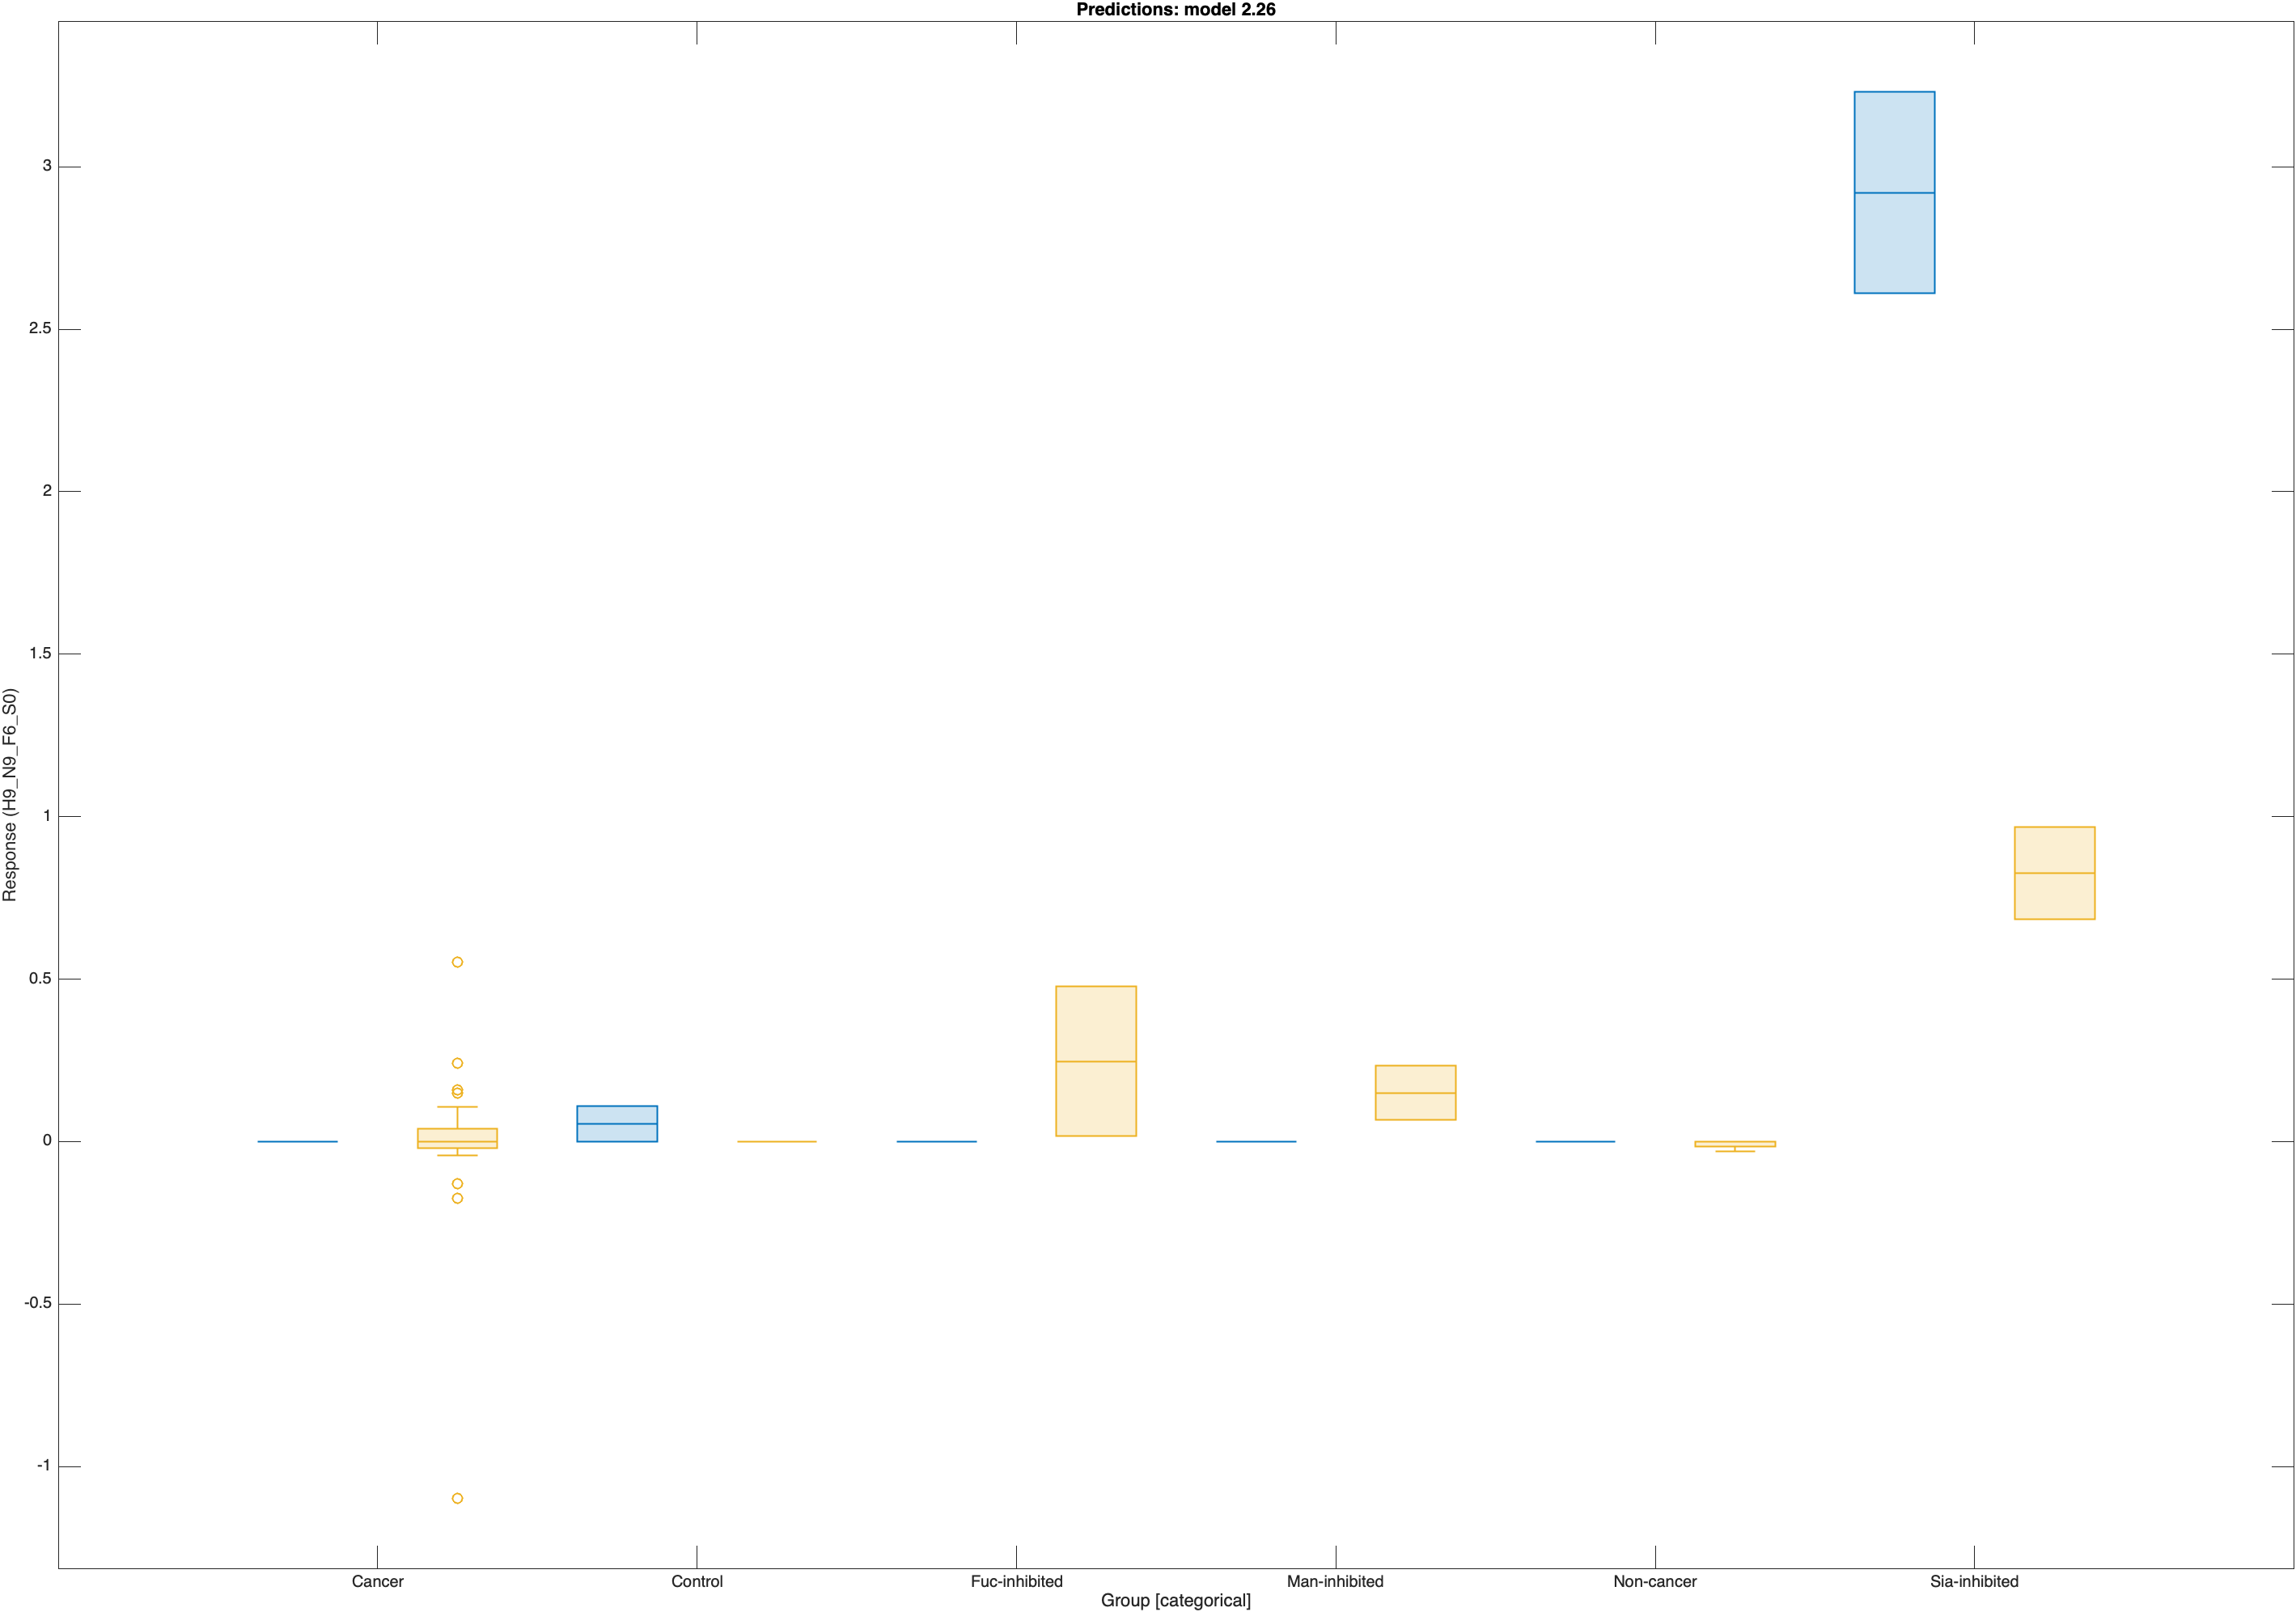 Predictions: model 2.26
Response (H9_N9_F6_S0)
3
2.5
2
1.5
1
0.5
0
-0.5
-1
Cancer Control Fuc-inhibited Man-inhibited Non-cancer Sia-inhibited
Group [categorical]